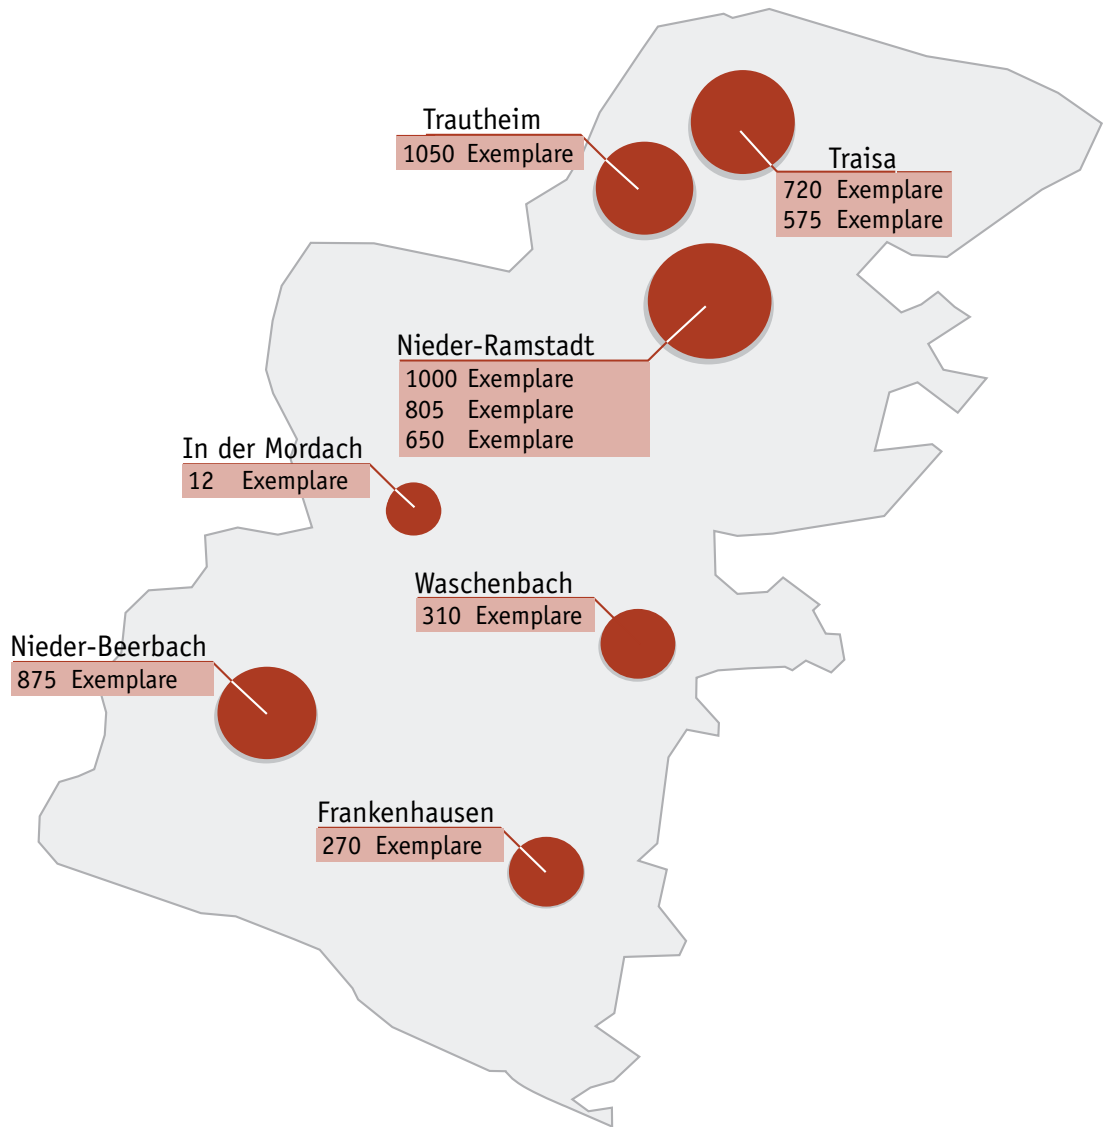 Trautheim
1050 Exemplare
Traisa
720 Exemplare
575 Exemplare
Nieder-Ramstadt
1000 Exemplare
805 Exemplare
650 Exemplare
In der Mordach
12 Exemplare
Waschenbach
310 Exemplare
Nieder-Beerbach
875 Exemplare
Frankenhausen
270 Exemplare